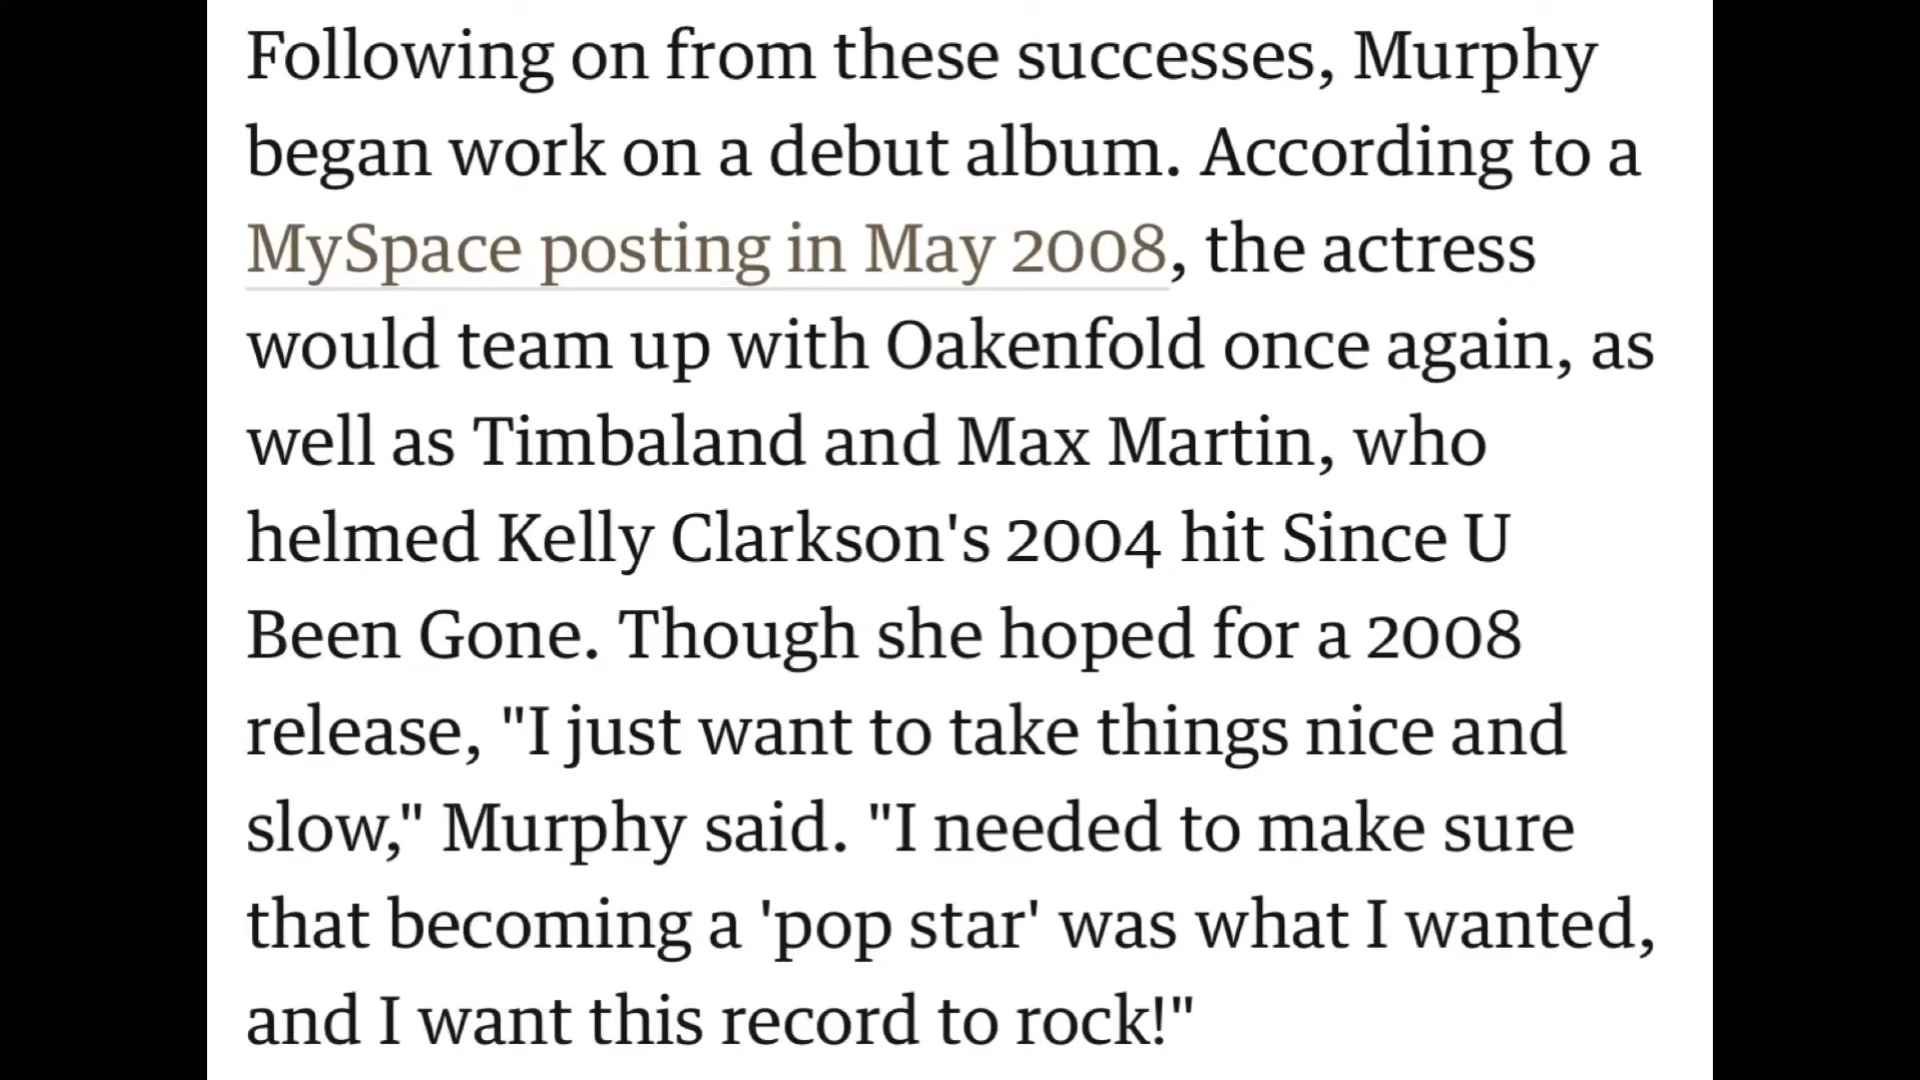 Following on from these successes, Murphy
began work on a debut album. According to a
MySpace posting in May 2008, the actress
would team up with Oakenfold once again, as
well as Timbaland and Max Martin, who
helmed Kelly Clarkson's 2004 hit Since U
Been Gone. Though she hoped for a 2008
release, "I just want to take things nice and
slow," Murphy said. "I needed to make sure
that becoming a 'pop star' was what I wanted,
and I want this record to rock!"